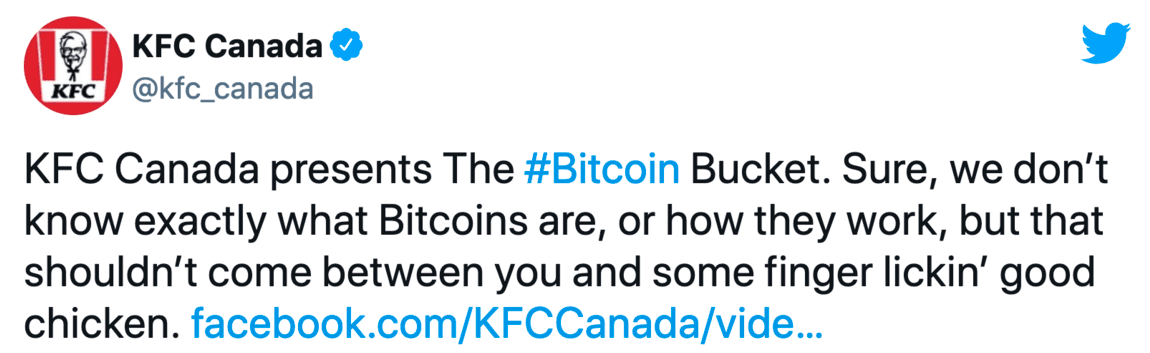 KFC Canada
@kfc_canada
KFC
KFC Canada presents The #Bitcoin Bucket. Sure, we don’t
know exactly what Bitcoins are, or how they work, but that
shouldn’t come between you and some finger lickin’ good
chicken. facebook.com/KFCCanada/vide…